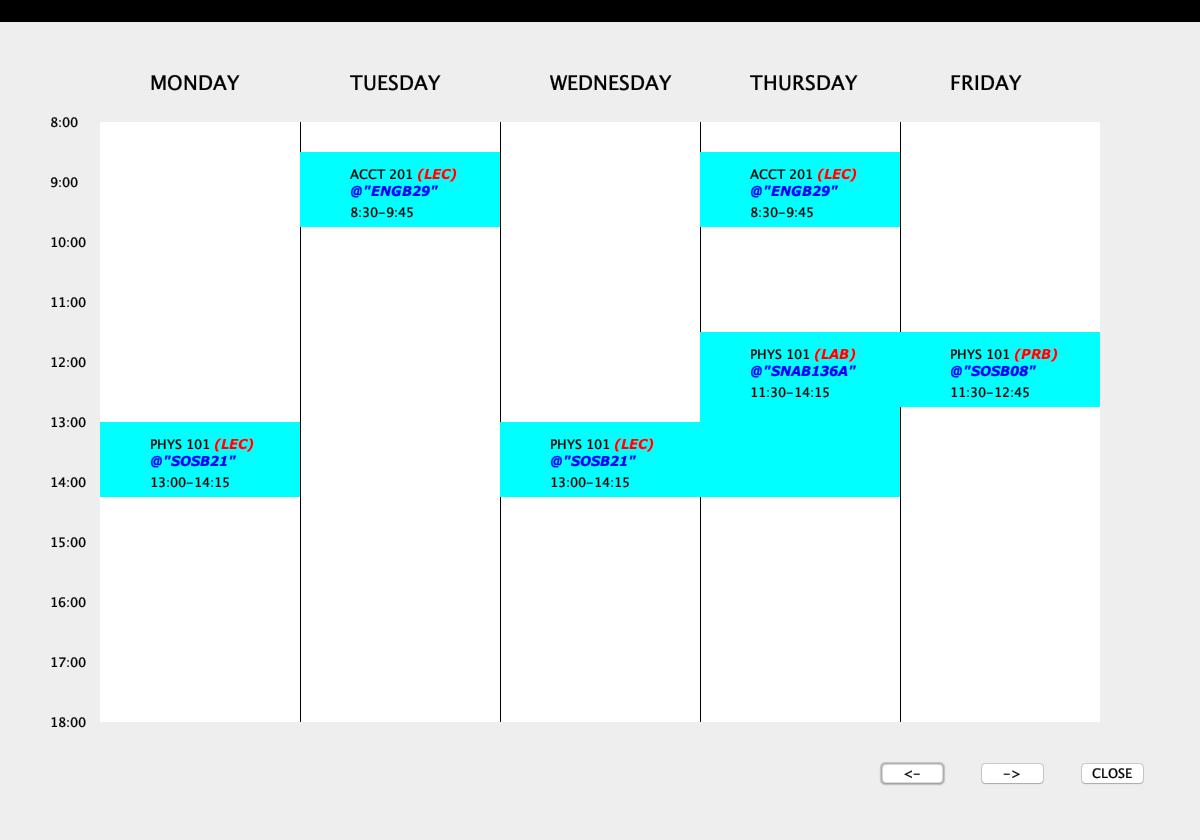 MONDAY TUESDAY WEDNESDAY THURSDAY FRIDAY
8:00
ACCT 201 (LEC) ACCT 201 (LEC)
9:00
@"ENGB29" @"ENGB29"
8:30-9:45 8:30-9:45
10:00
11:00
PHYS 101 (LAB) PHYS 101 (PRB)
12:00
@"SNAB136A" @"SOSB08"
11:30-14:15 11:30-12:45
13:00
PHYS 101 (LEC) PHYS 101 (LEC)
@"SOSB21" @"SOSB21"
14:00 13:00-14:15 13:00-14:15
15:00
16:00
17:00
18:00
<- -> CLOSE